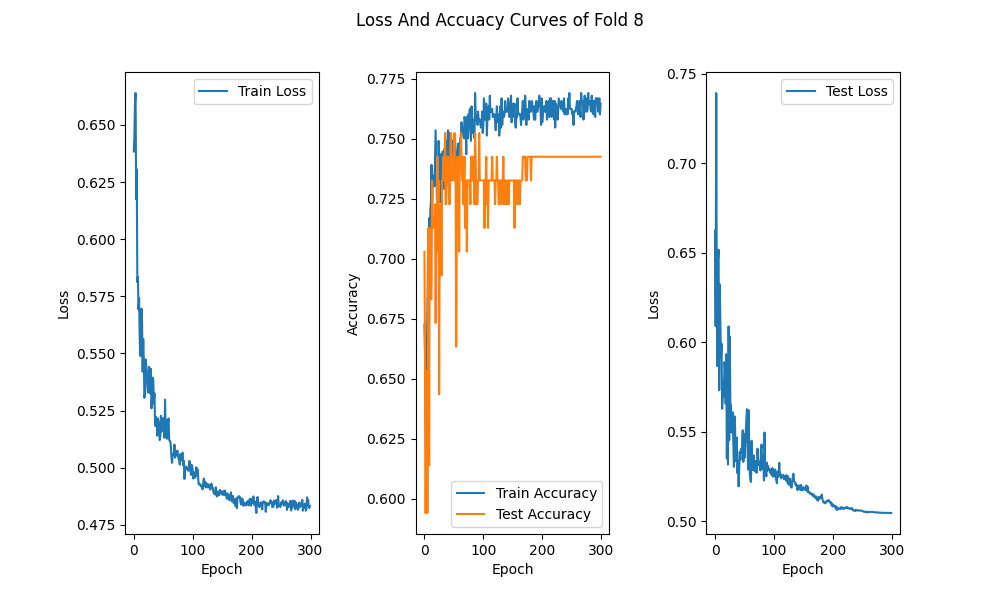 Loss And Accuacy Curves of Fold 8
Train Loss
0.650
0.625
0.600
0.575
0.550
0.525
0.500
0.475
Loss
0 100 200 300
Epoch
0.775
0.750
0.725
0.700
0.675
0.650
0.625
0.600
Accuracy
Train Accuracy
Test Accuracy
0 100 200 300
Epoch
Test Loss
0.75
0.70
0.65
0.60
0.55
0.50
Loss
0 100 200 300
Epoch